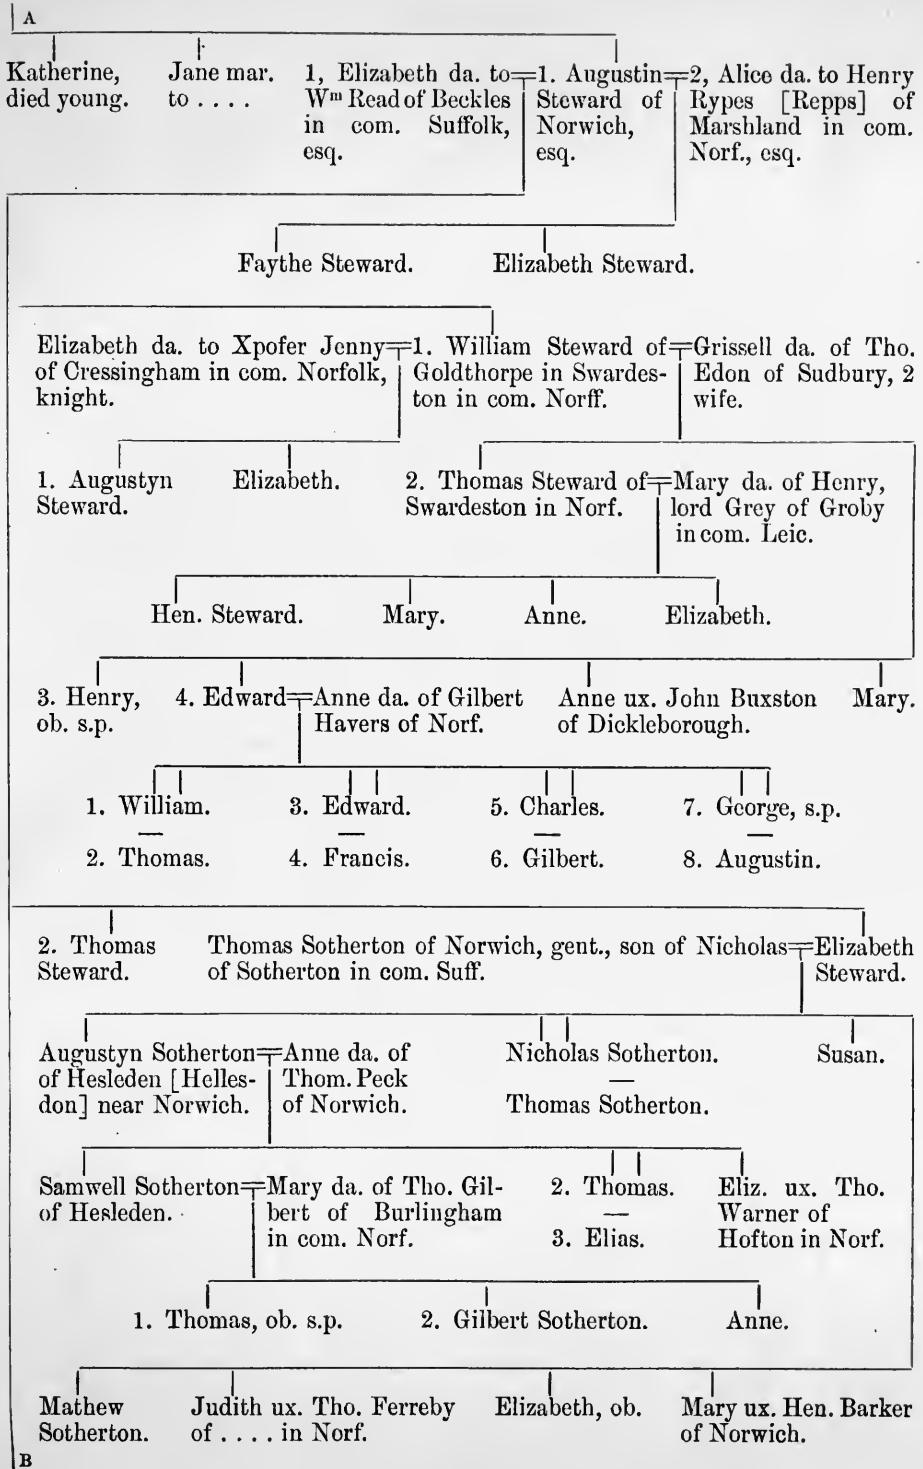 A
Katherine,
died young.
Jane mar.
to . . . .
1, Elizabeth da. to
Wm Read of Beckles
in com. Suffolk,
esq.
1. Augustin
Steward of
Norwich,
esq.
2, Alice da. to Henry
Rypes [Repps] of
Marshland in com.
Norf., esq.
Faythe Steward.
Elizabeth Steward.
Elizabeth da. to Xpofer Jenny
of Cressingham in com. Norfolk,
knight.
1. William Steward of
Goldthorpe in Swardes-
ton in com. Norff.
Grissell da. of Tho.
Edon of Sudbury, 2
wife.
1. Augustyn
Steward.
Elizabeth.
2. Thomas Steward of
Swardeston in Norf.
Mary da. of Henry,
lord Grey of Groby
in com. Leic.
Hen. Steward.
Mary.
Anne.
Elizabeth.
3. Henry,
ob. s.p.
4. Edward
Anne da. of Gilbert
Havers of Norf.
Anne ux. John Buxston
of Dickleborough.
Mary.
1. William.
2. Thomas.
3. Edward.
4. Francis.
5. Charles.
6. Gilbert.
7. George, s.p.
8. Augustin.
2. Thomas
Steward.
Thomas Sotherton of Norwich, gent., son of Nicholas
of Sotherton in com. Suff.
Elizabeth
Steward.
Augustyn Sotherton
of Hesleden [Helles-
don] near Norwich.
Anne da. of
Thom. Peck
of Norwich.
Nicholas Sotherton.
Thomas Sotherton.
Susan.
Samwell Sotherton
of Hesleden.
Mary da. of Tho. Gil-
bert of Burlingham
in com. Norf.
2. Thomas.
3. Elias.
Eliz. ux. Tho.
Warner of
Hofton in Norf.
1. Thomas, ob. s.p.
2. Gilbert Sotherton.
Anne.
Mathew
Sotherton.
Judith ux. Tho. Ferreby
of . . . . in Norf.
Elizabeth, ob.
Mary ux. Hen. Barker
of Norwich.
B